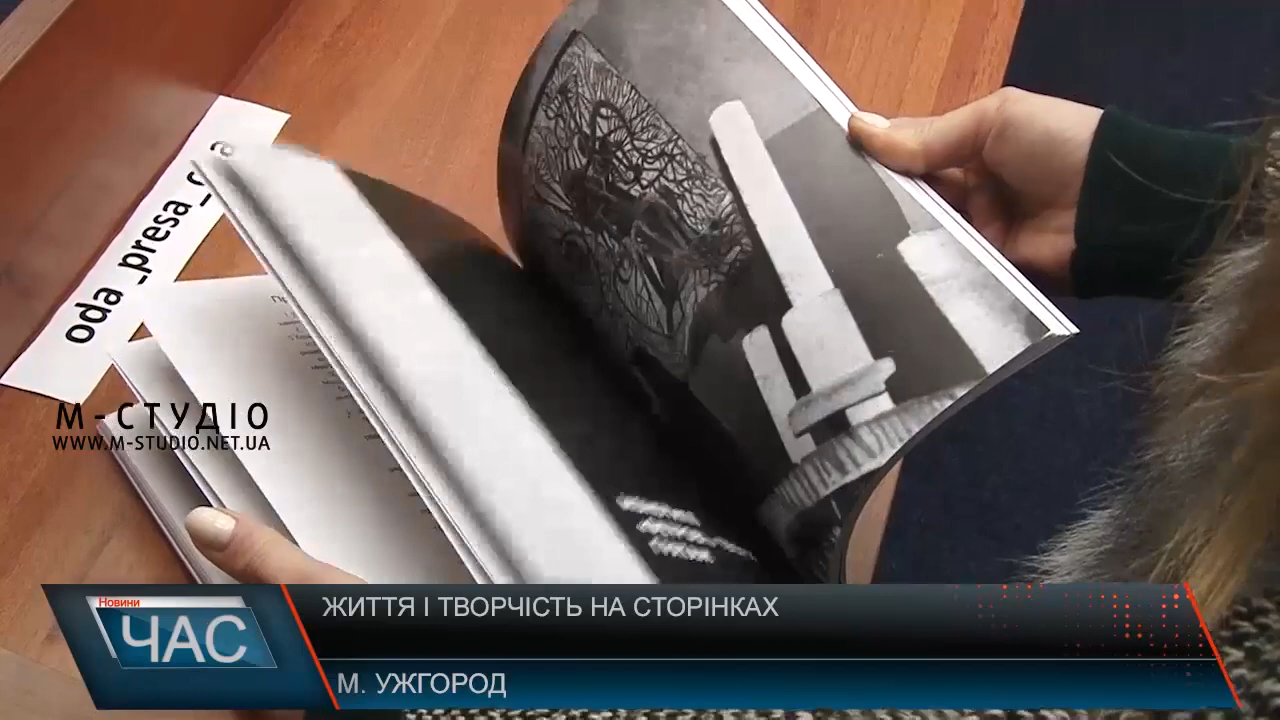 oda_presa_
М-СТУДІО
WWW.M-STUDIO.NET.UA
Новини
ЧАС
ЖИТТЯ І ТВОРЧІСТЬ НА СТОРІНКАХ
М. УЖГОРОД